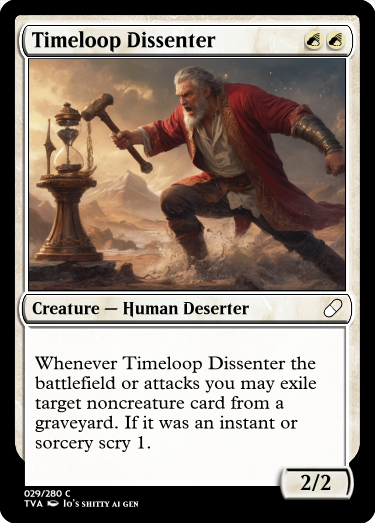 Timeloop Dissenter
Creature — Human Deserter
Whenever Timeloop Dissenter the
battlefield or attacks you may exile
target noncreature card from a
graveyard. If it was an instant or
sorcery scry 1.
2/2
029/280 C
TVA Io's shitty ai gen